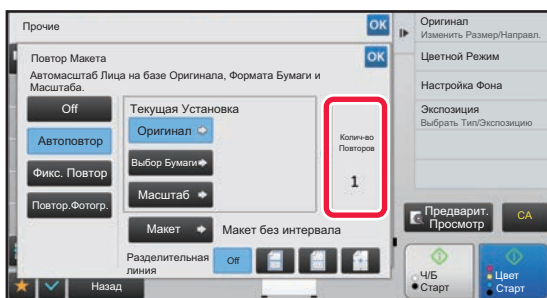 Прочие
OK
Повтор Макета
OK
Автомасштаб Лица на базе Оригинала, Формата Бумаги и
Масштаба.
Off
Автоповтор
Фикс. Повтор
Повтор.Фотогр.
Текущая Установка
Оригинал
Выбор Бумаги
Масштаб
Колич-во
Повторов
1
Макет
Макет без интервала
Разделительная
линия
Off
Назад
Оригинал
Изменить Размер/Направл.
Цветной Режим
Настройка Фона
Экспозиция
Выбрать Тип/Экспозицию
Предварит.
Просмотр
CA
Ч/Б
Старт
Цвет
Старт